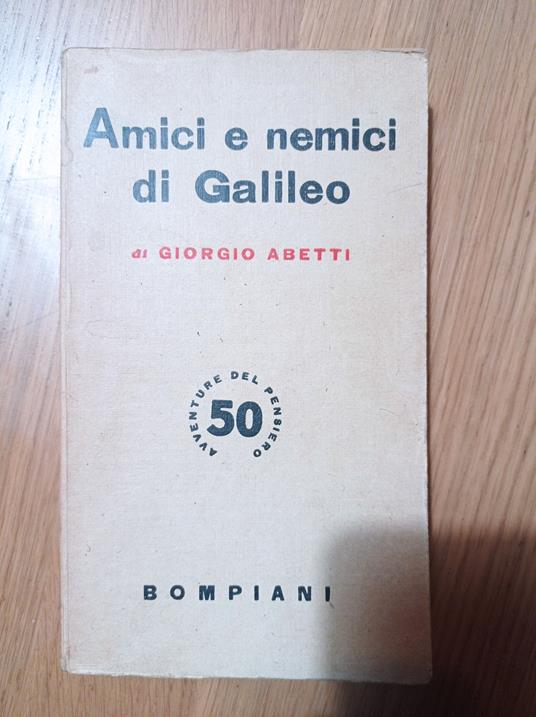 Amici e nemici
di Galileo
di GIORGIO ABETTI
AVVENTURE DEL PENSIERO
50
BOMPIANI